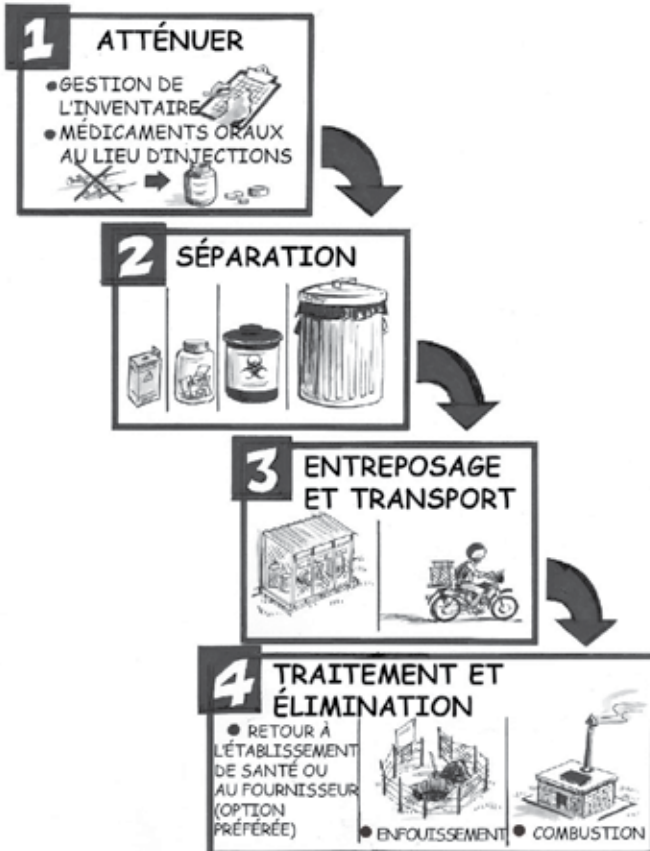 1 ATTÉNUER
● GESTION DE
L'INVENTAIRE
● MÉDICAMENTS ORAUX
AU LIEU D'INJECTIONS
2 SÉPARATION
3 ENTREPOSAGE
ET TRANSPORT
4 TRAITEMENT ET
ÉLIMINATION
● RETOUR À
L'ÉTABLISSEMENT
DE SANTÉ OU
AU FOURNISSEUR
(OPTION
PRÉFÉRÉE)
● ENFOUISSEMENT
● COMBUSTION